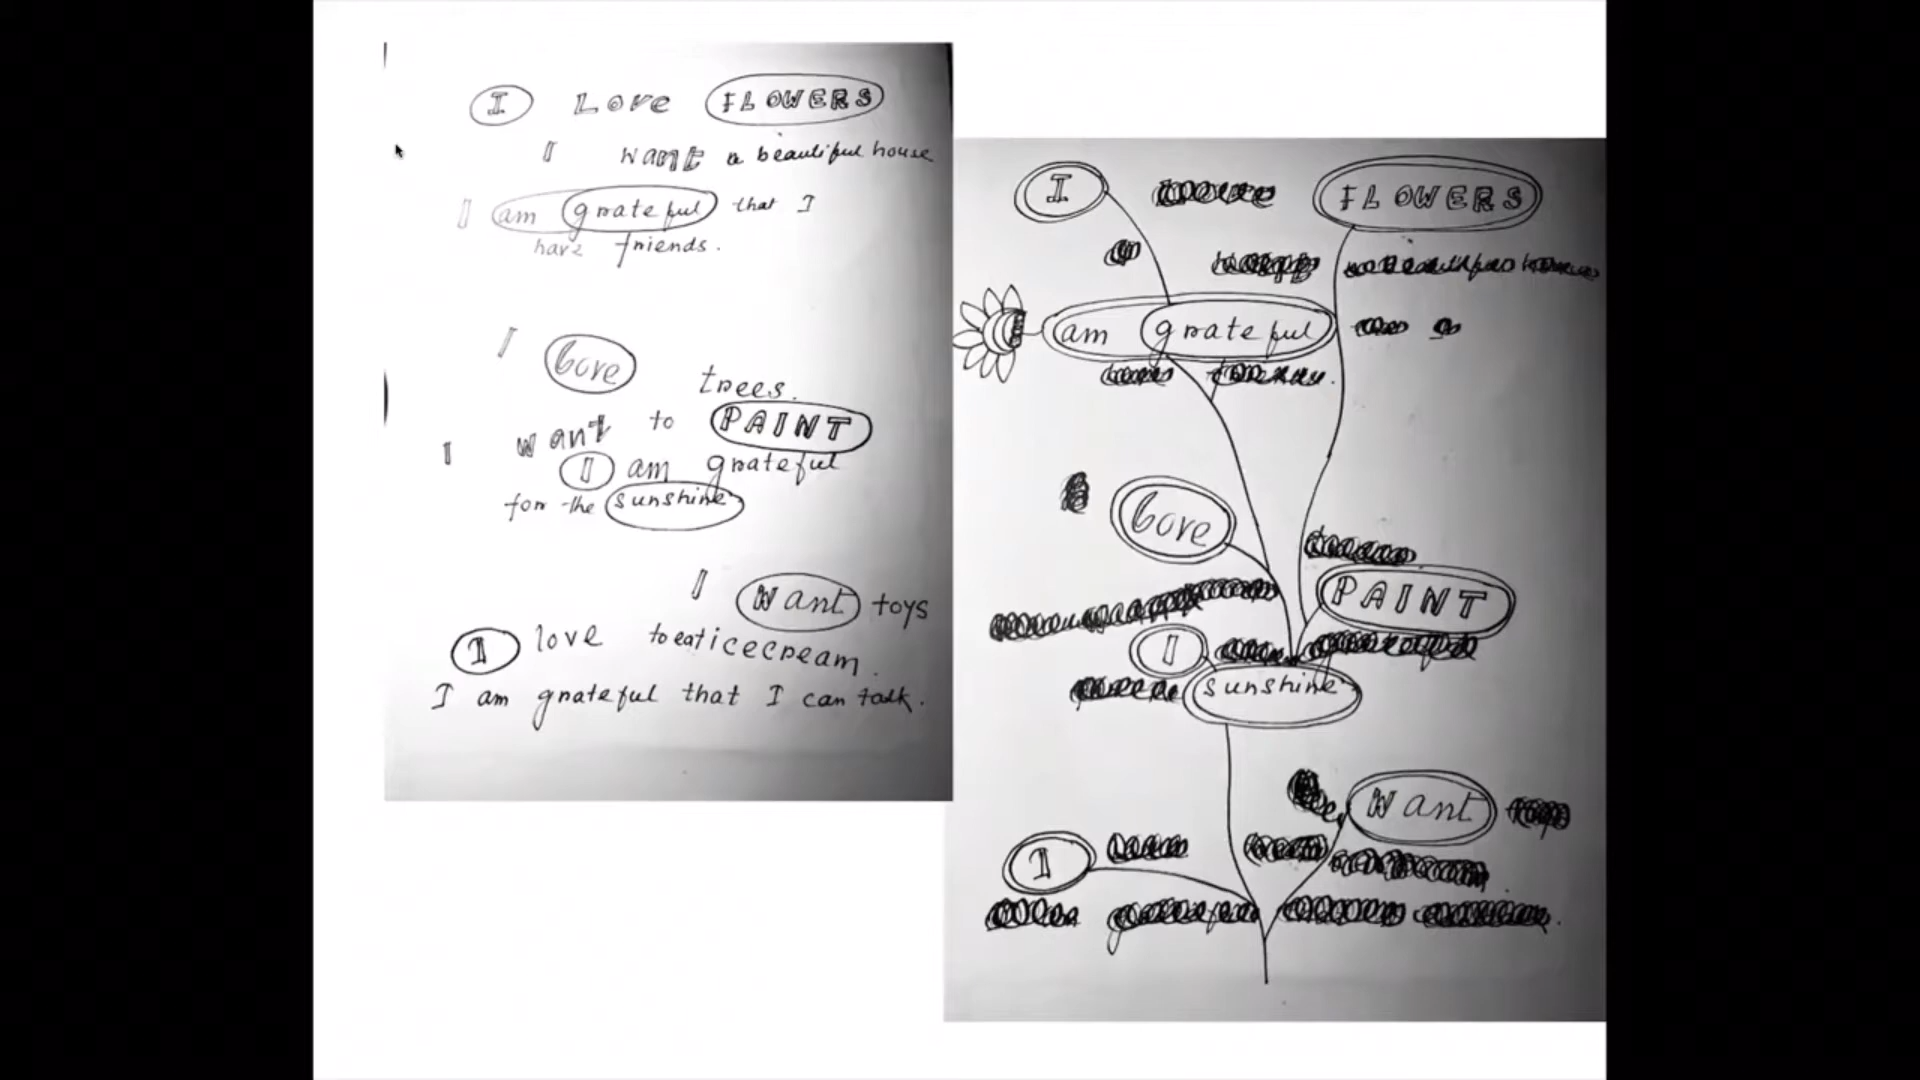 I Love FLOWERS
I want a beautiful house
I am grateful that I
have friends.
I love
trees.
I want to PAINT
I am grateful
for the sunshine
I want toys
I love to eat icecream.
I am grateful that I can talk.
I FLOWERS
am grateful
love
PAINT
I
sunshine
want
I